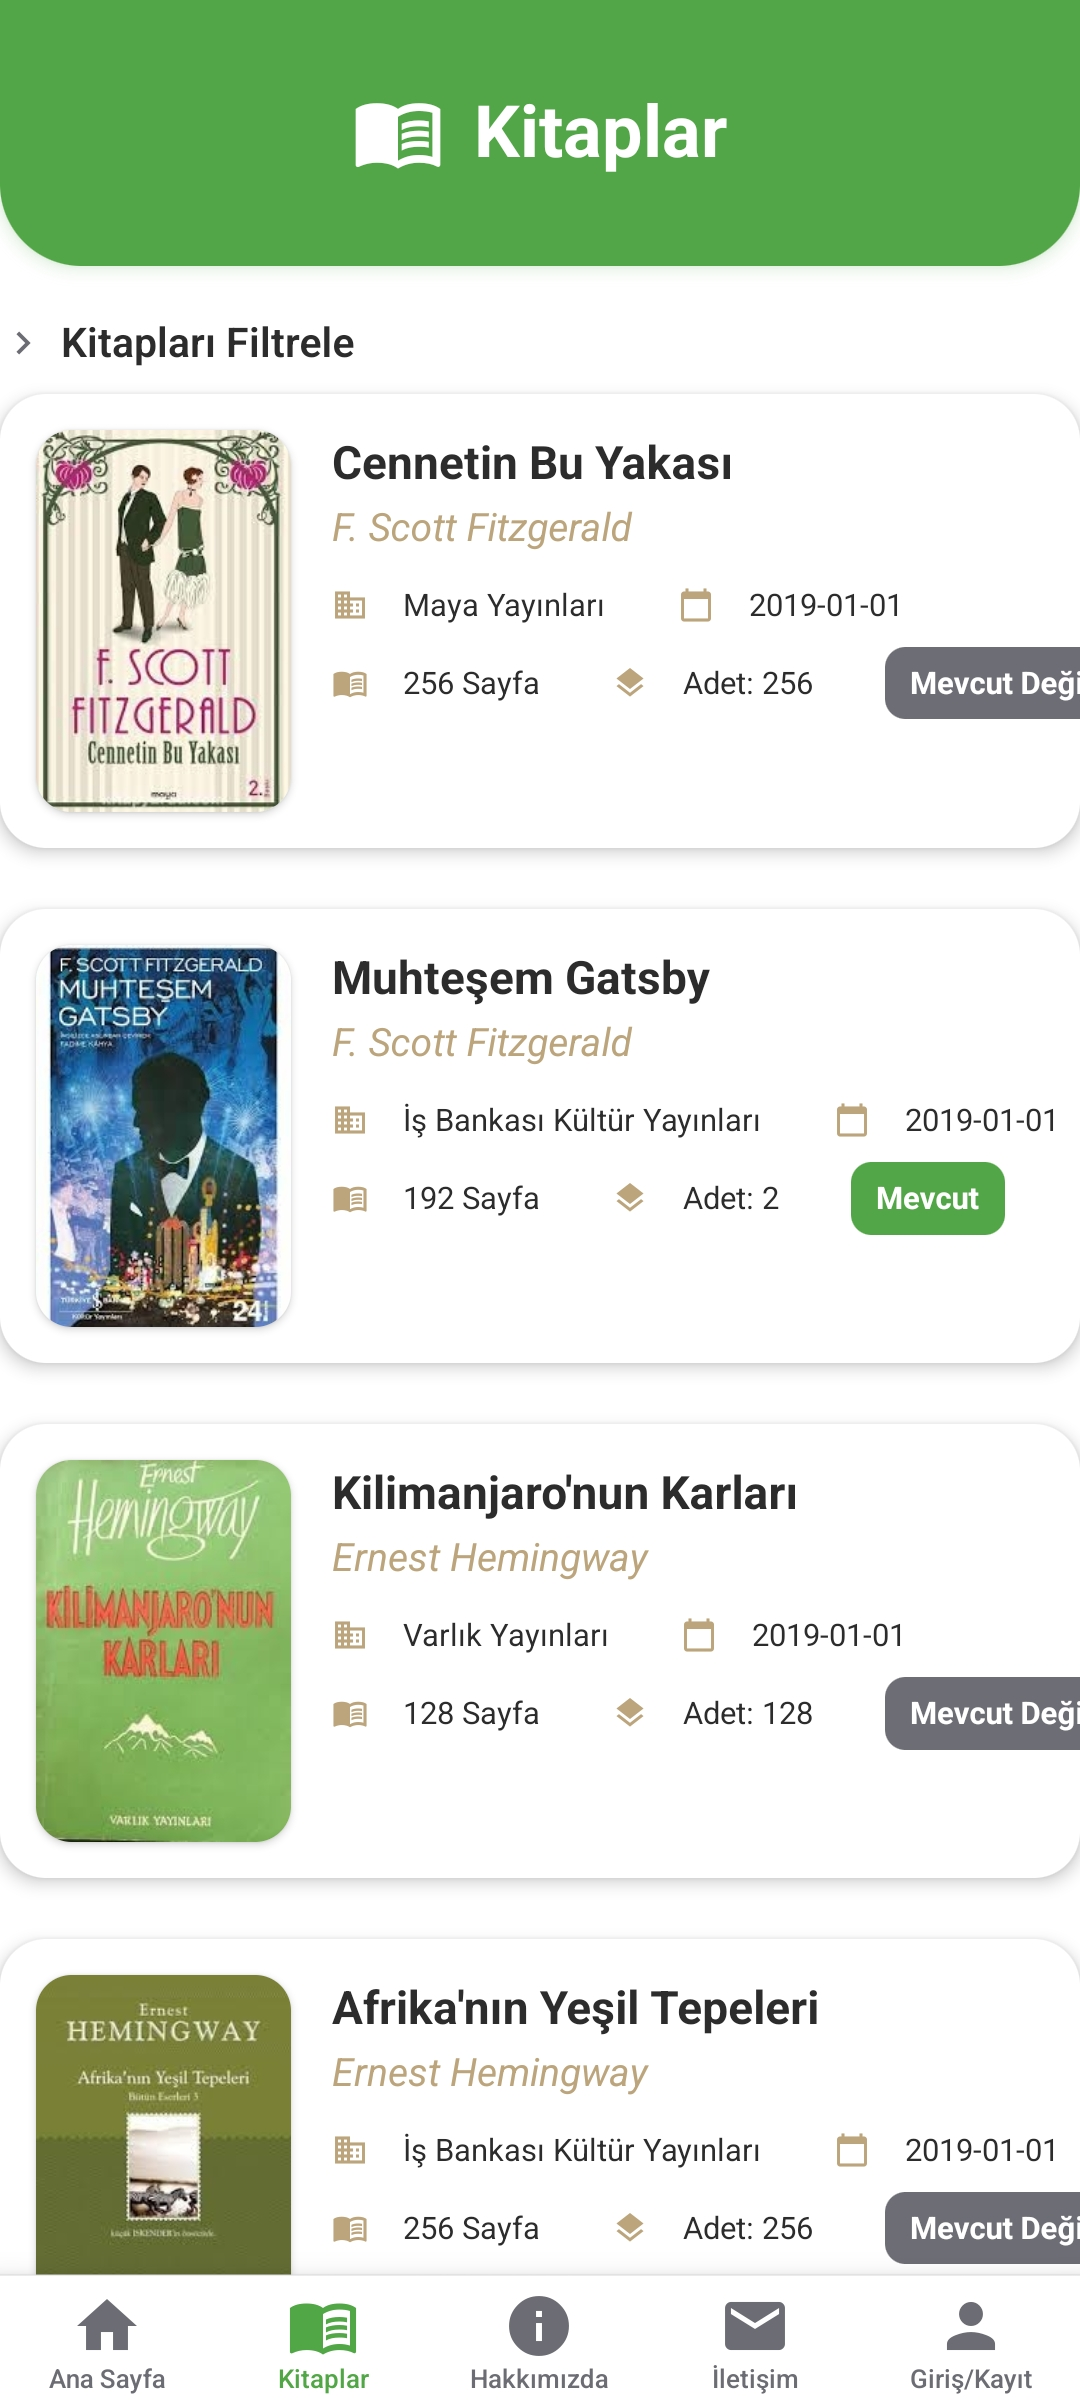 Kitaplar
Kitapları Filtrele
F. SCOTT
FITZGERALD
Cennetin Bu Yakası
maya
2.
Cennetin Bu Yakası
F. Scott Fitzgerald
Maya Yayınları 2019-01-01
256 Sayfa Adet: 256 Mevcut Deği
F. SCOTT FITZGERALD
MUHTEŞEM
GATSBY
24
Muhteşem Gatsby
F. Scott Fitzgerald
İş Bankası Kültür Yayınları 2019-01-01
192 Sayfa Adet: 2 Mevcut
Ernest
Hemingway
KİLİMANJARO'NUN
KARLARI
VARLIK YAYINLARI
Kilimanjaro'nun Karları
Ernest Hemingway
Varlık Yayınları 2019-01-01
128 Sayfa Adet: 128 Mevcut Deği
Ernest
HEMINGWAY
Afrika'nın Yeşil Tepeleri
Bütün Eserleri 3
Afrika'nın Yeşil Tepeleri
Ernest Hemingway
İş Bankası Kültür Yayınları 2019-01-01
256 Sayfa Adet: 256 Mevcut Deği
Ana Sayfa Kitaplar Hakkımızda İletişim Giriş/Kayıt